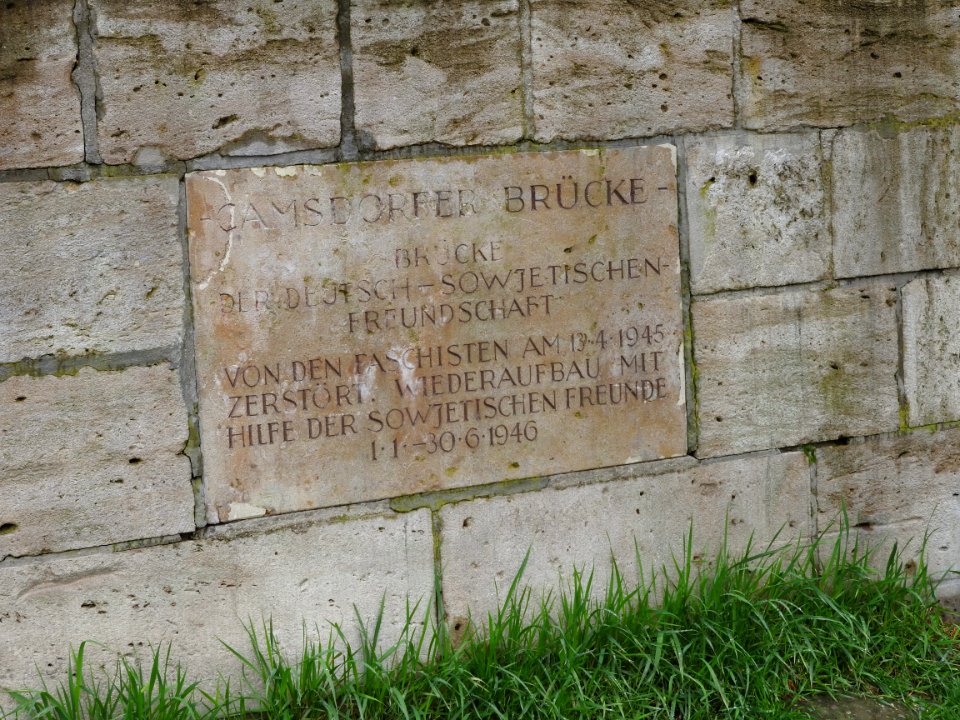 - CAMSDORFER BRÜCKE -
BRÜCKE
DER DEUTSCH - SOWJETISCHEN-
FREUNDSCHAFT
VON DEN FASCHISTEN AM 13·4·1945
ZERSTÖRT. WIEDERAUFBAU MIT
HILFE DER SOWJETISCHEN FREUNDE
1·1·-30·6·1946